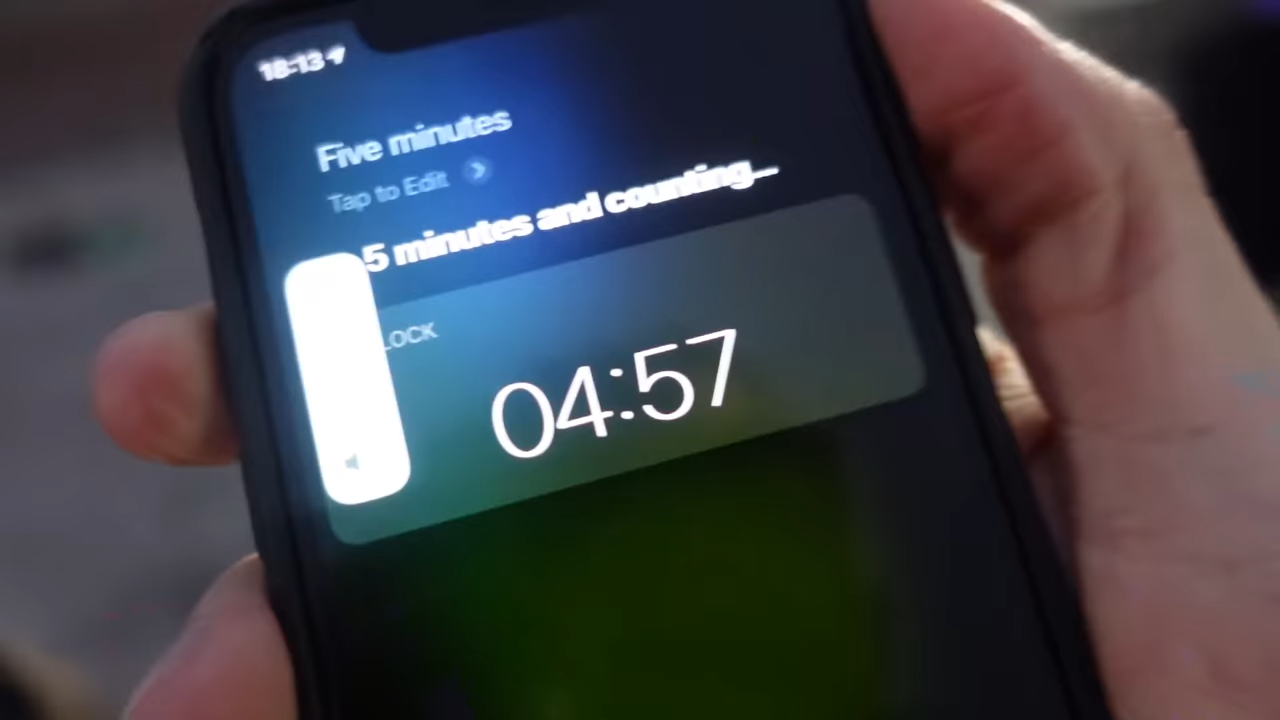 18:13
Five minutes
Tap to Edit
5 minutes and counting...
LOCK
04:57